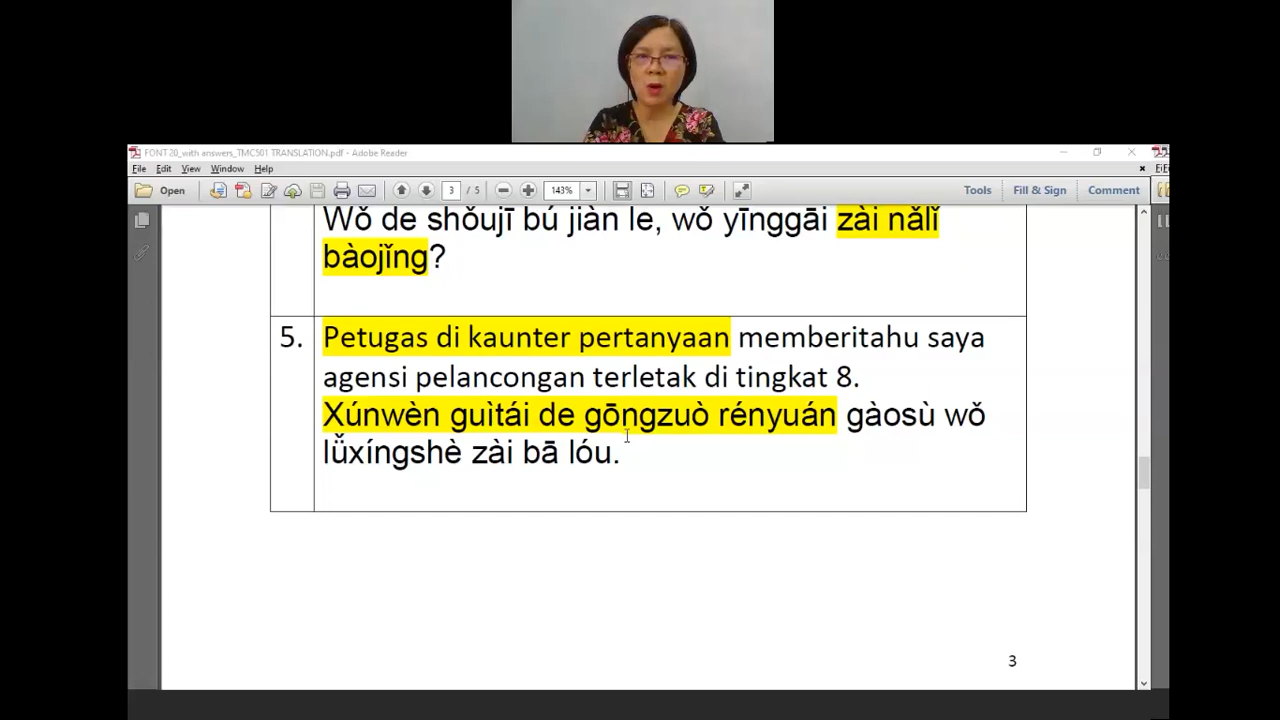 FONT 20_with answers_TMC501 TRANSLATION.pdf - Adobe Reader
File Edit View Window Help
Open 3 / 5 143% Tools Fill & Sign Comment
Wǒ de shǒujī bú jiàn le, wǒ yīnggāi zài nǎlǐ
bàojǐng?
5. Petugas di kaunter pertanyaan memberitahu saya
agensi pelancongan terletak di tingkat 8.
Xúnwèn guìtái de gōngzuò rényuán gàosù wǒ
lǚxíngshè zài bā lóu.
3